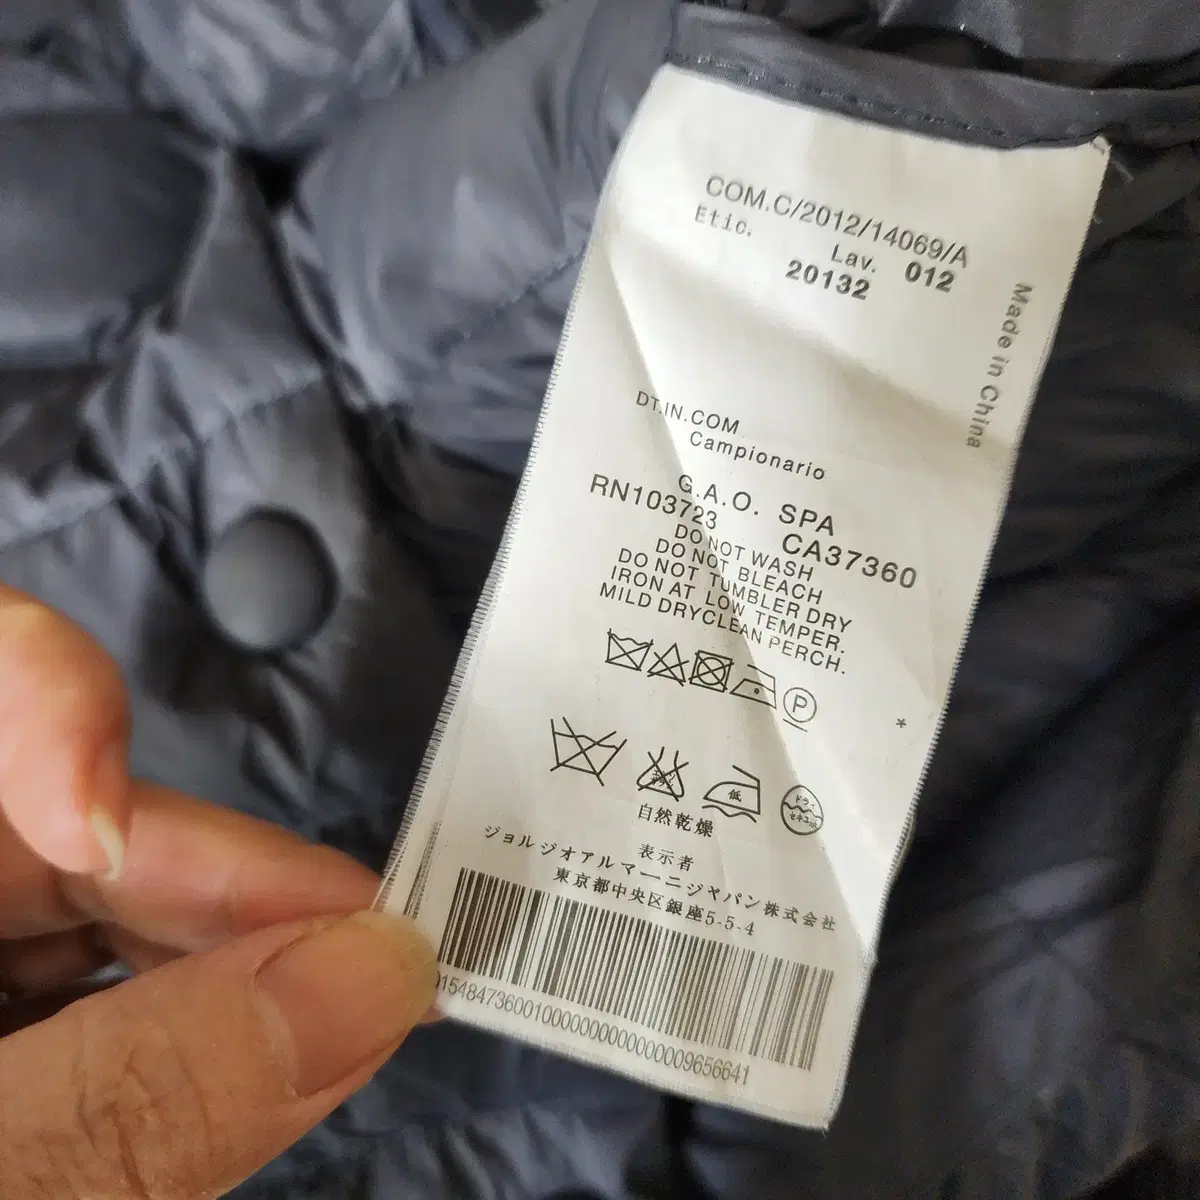 COM.C/2012/14069/A
Etic.
Lav. 012
20132
Made in China
DT.IN.COM
Campionario
G.A.O. SPA
RN103723 CA37360
DO NOT WASH
DO NOT BLEACH
DO NOT TUMBLER DRY
IRON AT LOW TEMPER.
MILD DRYCLEAN PERCH.
P
*
低
自然乾燥
表示者
ジョルジオアルマーニジャパン株式会社
東京都中央区銀座5-5-4